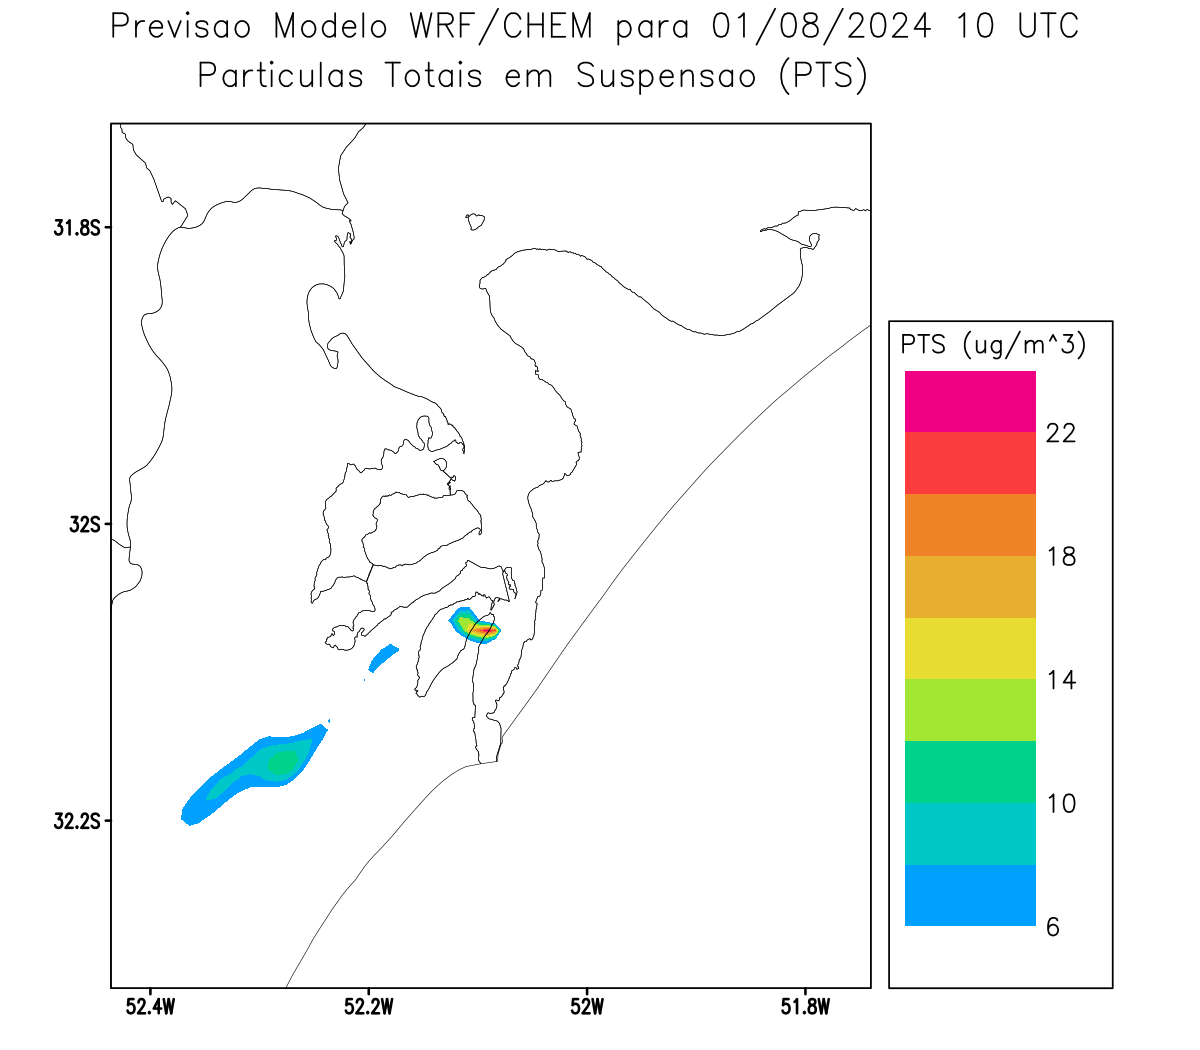 Previsao Modelo WRF/CHEM para 01/08/2024 10 UTC
Particulas Totais em Suspensao (PTS)
31.8S
32S
32.2S
52.4W
52.2W
52W
51.8W
PTS (ug/m^3)
22
18
14
10
6